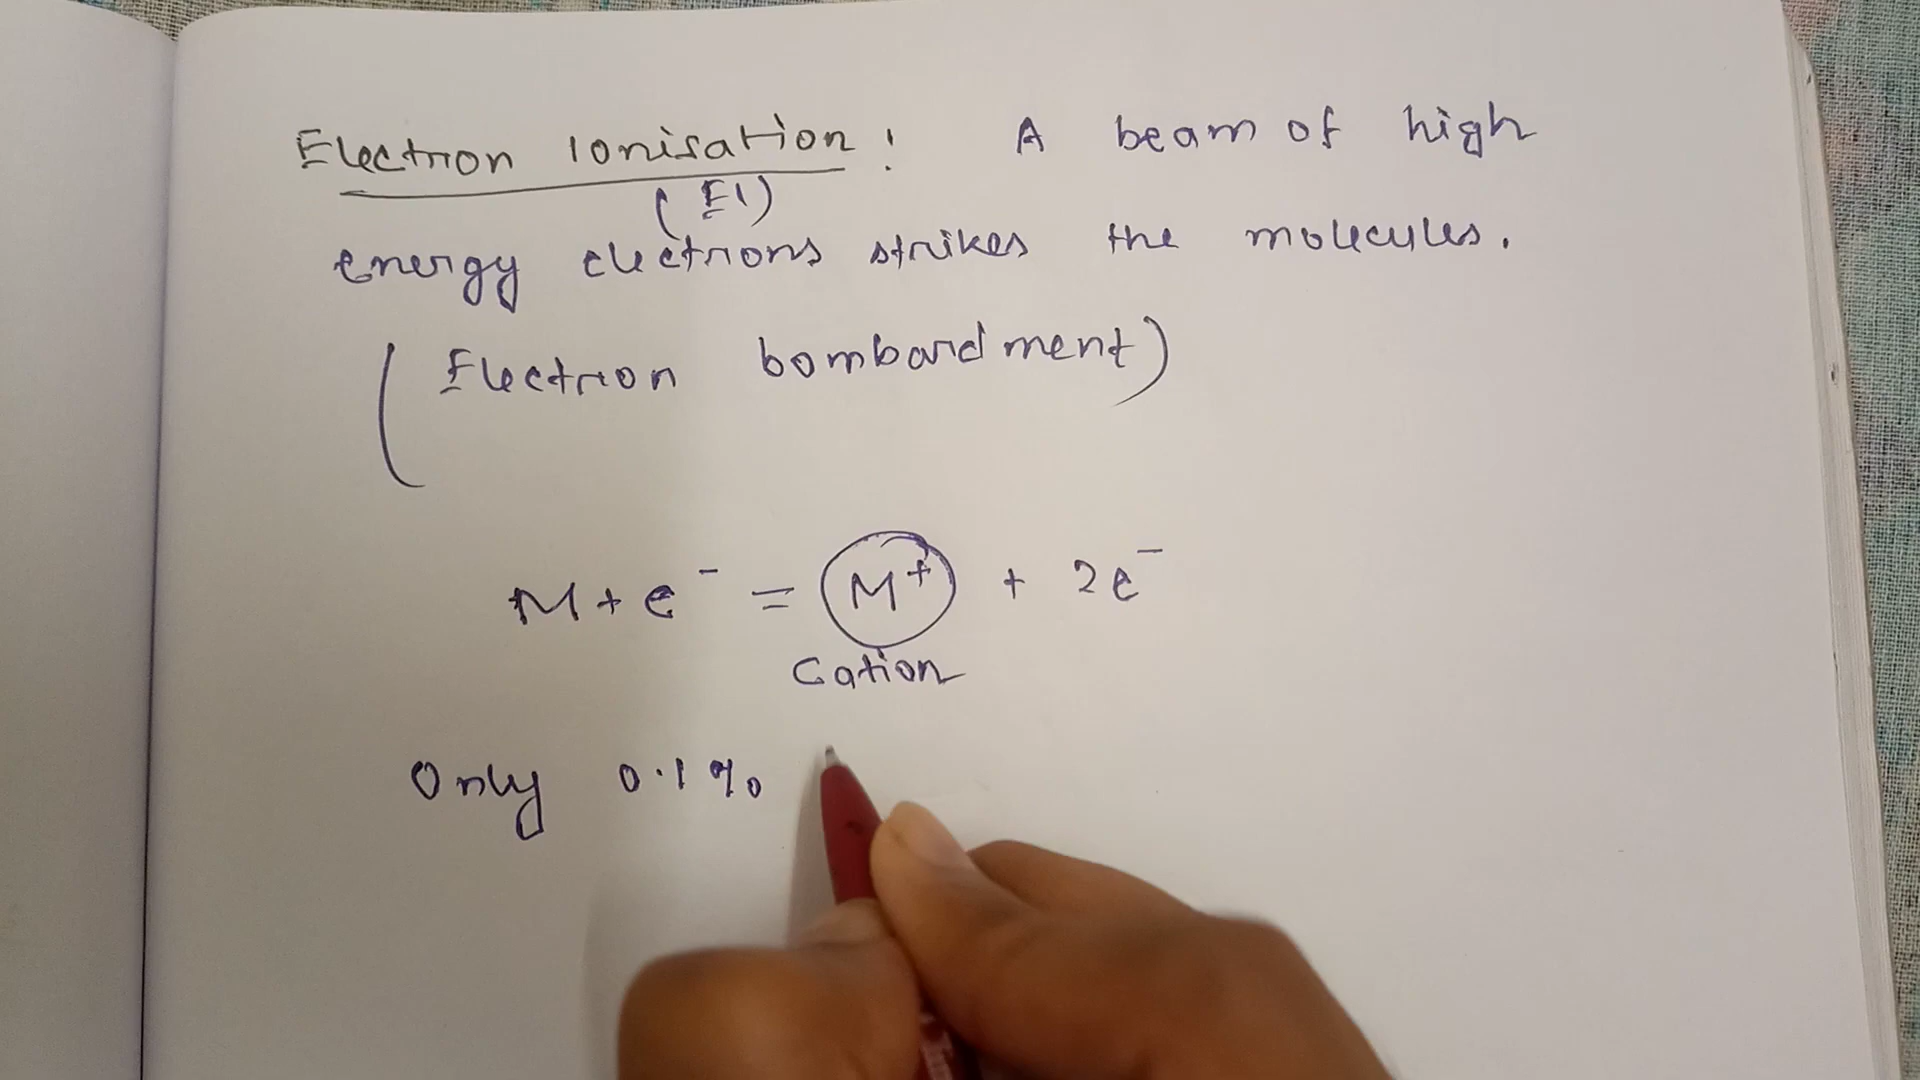 Electron Ionisation: A beam of high
(EI)
energy electrons strikes the molecules.
(Electron bombardment)
M + e⁻ = M⁺ + 2e⁻
Cation
Only 0.1%